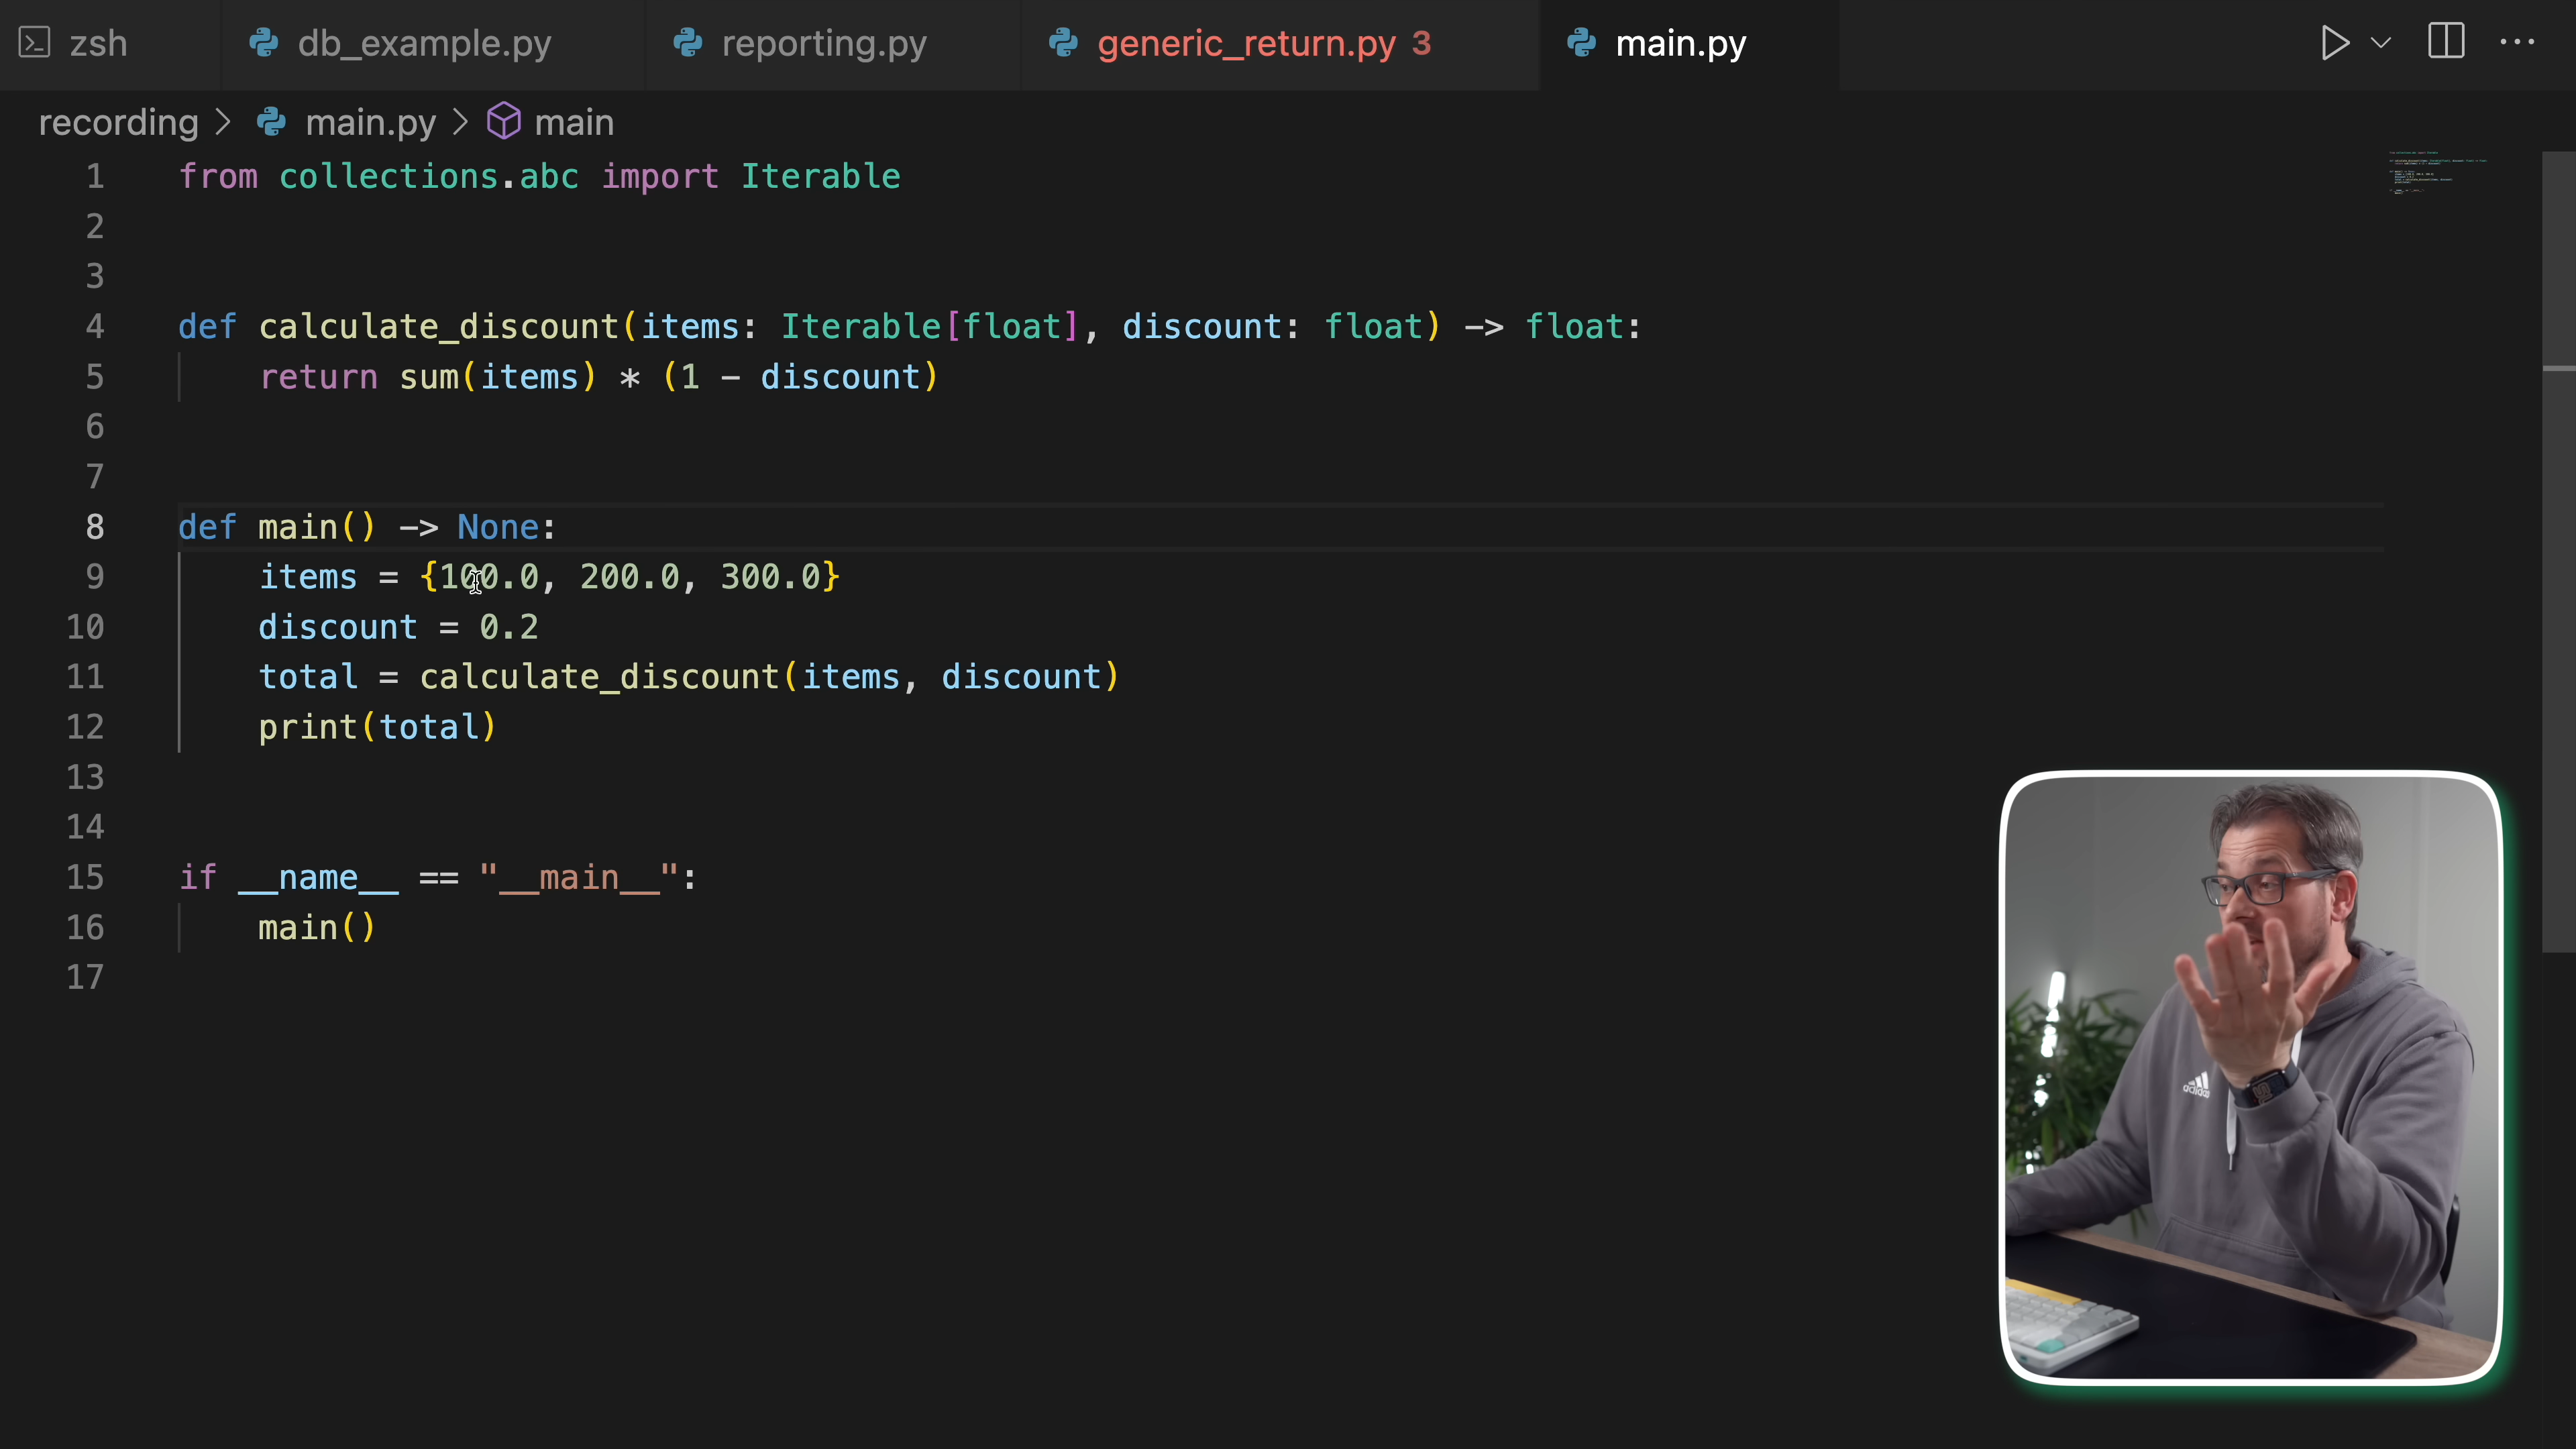 zsh
db_example.py
reporting.py
generic_return.py 3
main.py
recording > main.py > main
1 from collections.abc import Iterable
2
3
4 def calculate_discount(items: Iterable[float], discount: float) -> float:
5     return sum(items) * (1 - discount)
6
7
8 def main() -> None:
9     items = {100.0, 200.0, 300.0}
10     discount = 0.2
11     total = calculate_discount(items, discount)
12     print(total)
13
14
15 if __name__ == "__main__":
16     main()
17
adidas